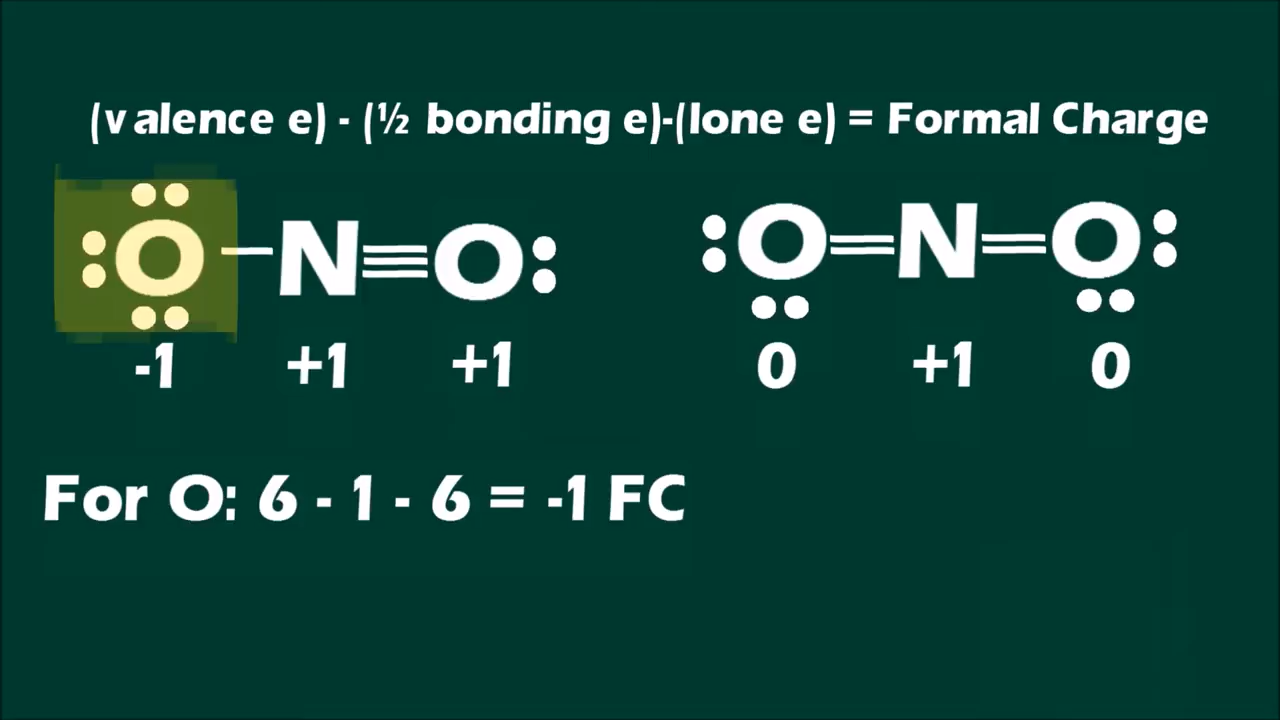 (valence e) - (½ bonding e)-(lone e) = Formal Charge
O–N≡O O=N=O
-1 +1 +1 0 +1 0
For O: 6 - 1 - 6 = -1 FC